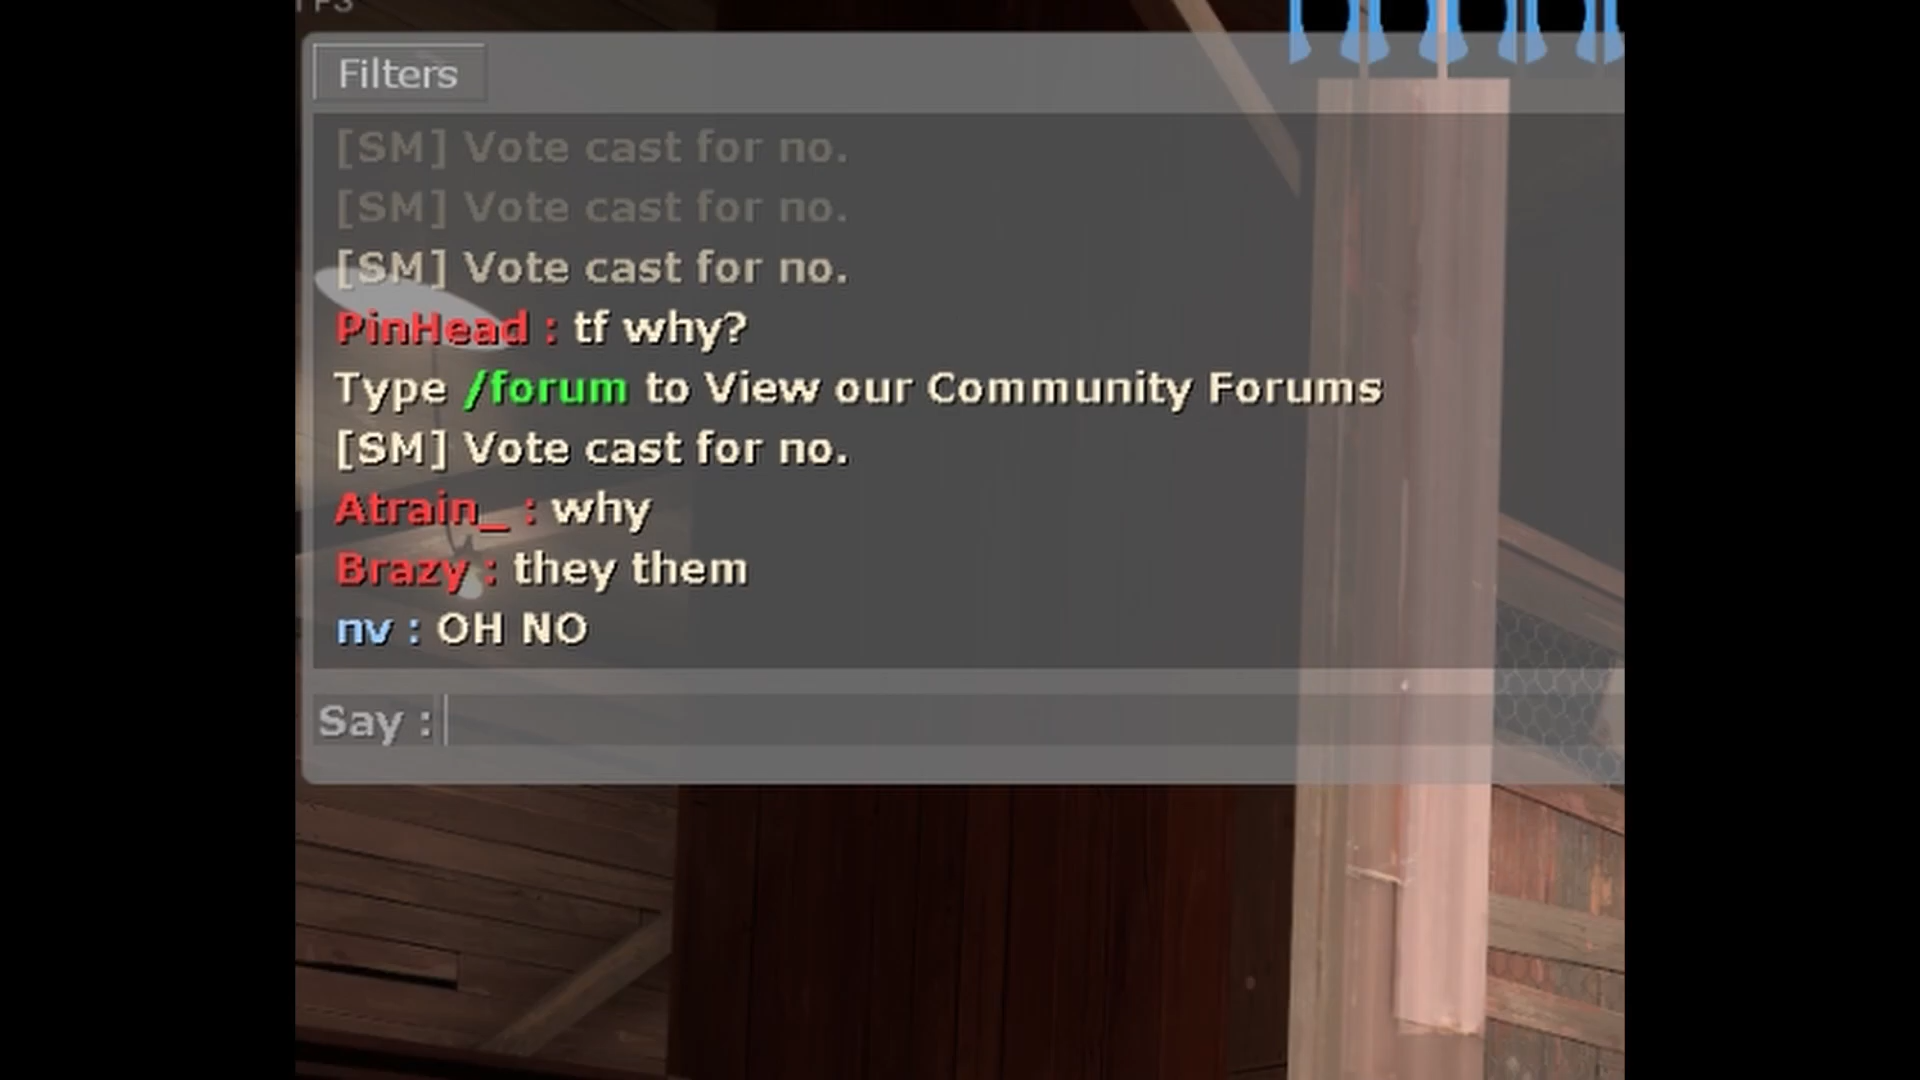 Filters
[SM] Vote cast for no.
[SM] Vote cast for no.
[SM] Vote cast for no.
PinHead : tf why?
Type /forum to View our Community Forums
[SM] Vote cast for no.
Atrain_ : why
Brazy : they them
nv : OH NO
Say :